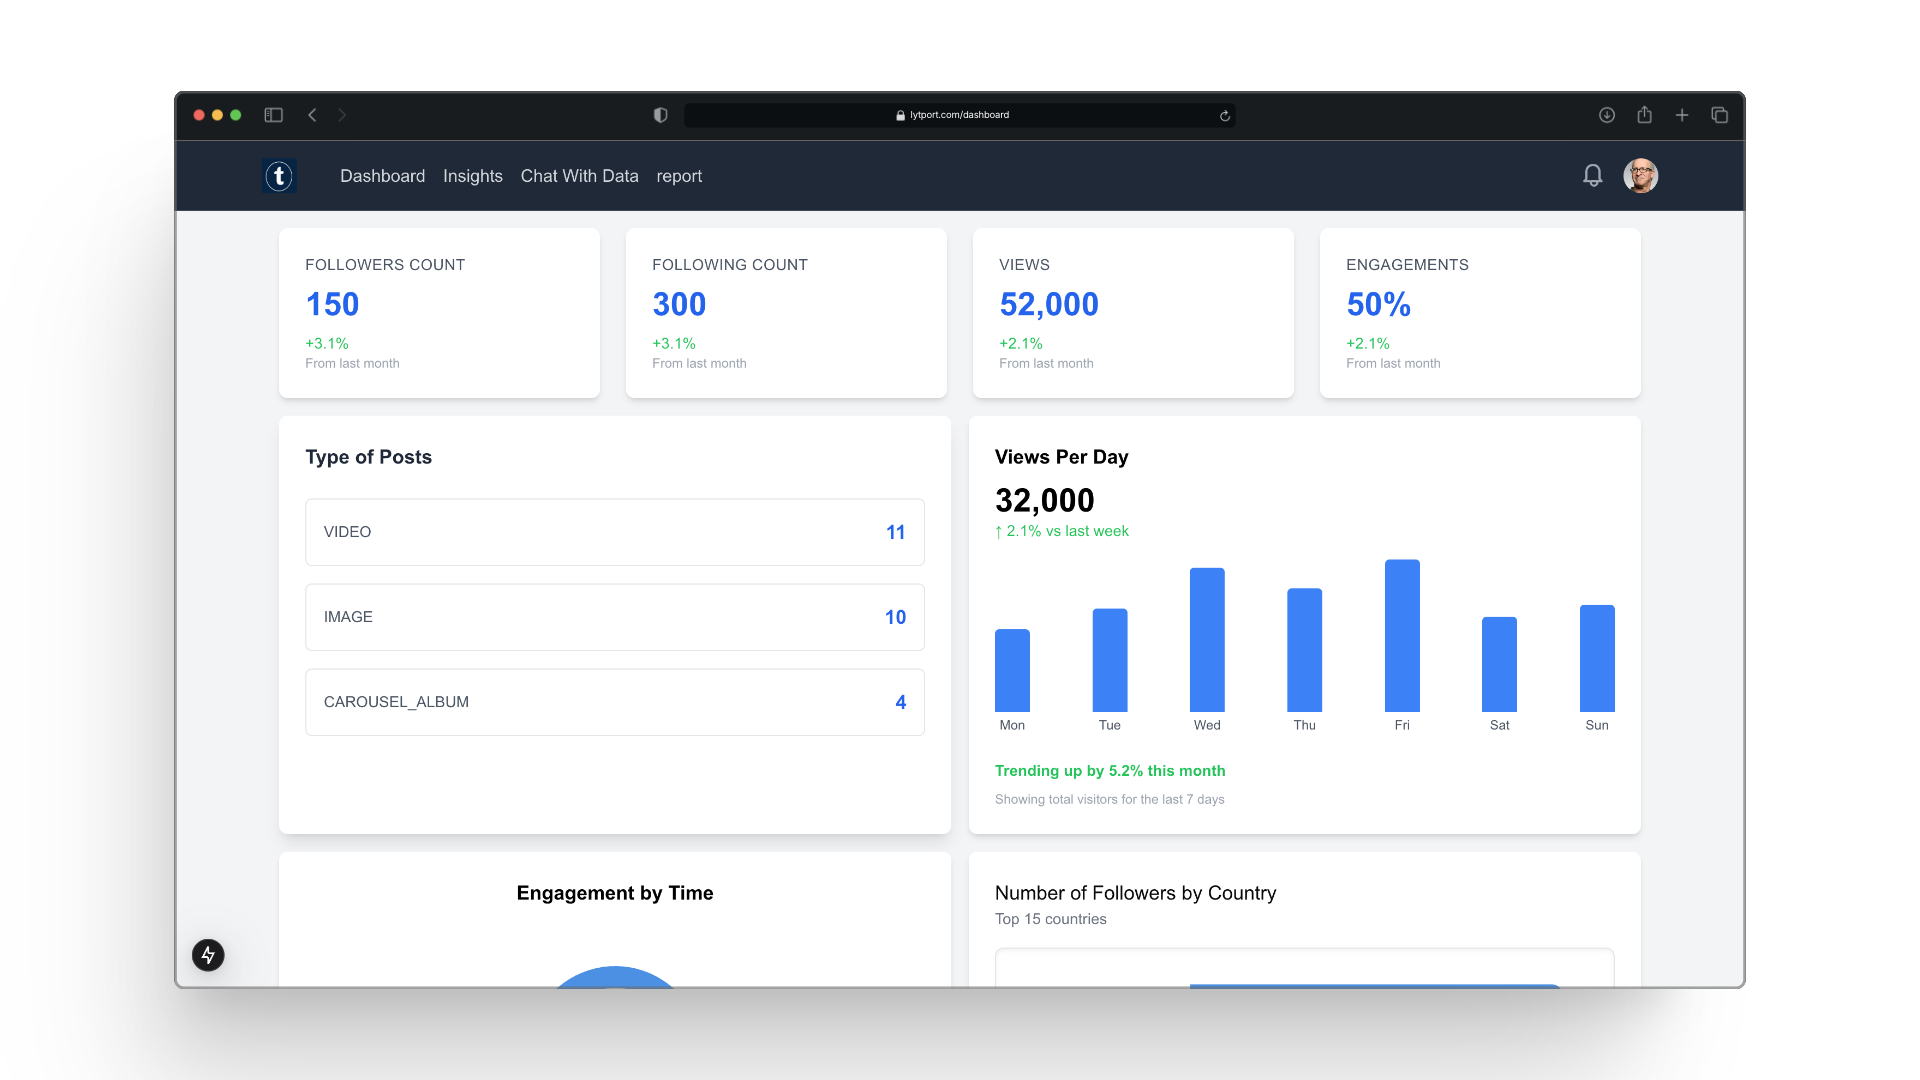 lytport.com/dashboard
t
Dashboard Insights Chat With Data report
FOLLOWERS COUNT
150
+3.1%
From last month
FOLLOWING COUNT
300
+3.1%
From last month
VIEWS
52,000
+2.1%
From last month
ENGAGEMENTS
50%
+2.1%
From last month
Type of Posts
VIDEO 11
IMAGE 10
CAROUSEL_ALBUM 4
Views Per Day
32,000
↑ 2.1% vs last week
Mon Tue Wed Thu Fri Sat Sun
Trending up by 5.2% this month
Showing total visitors for the last 7 days
Engagement by Time
Number of Followers by Country
Top 15 countries